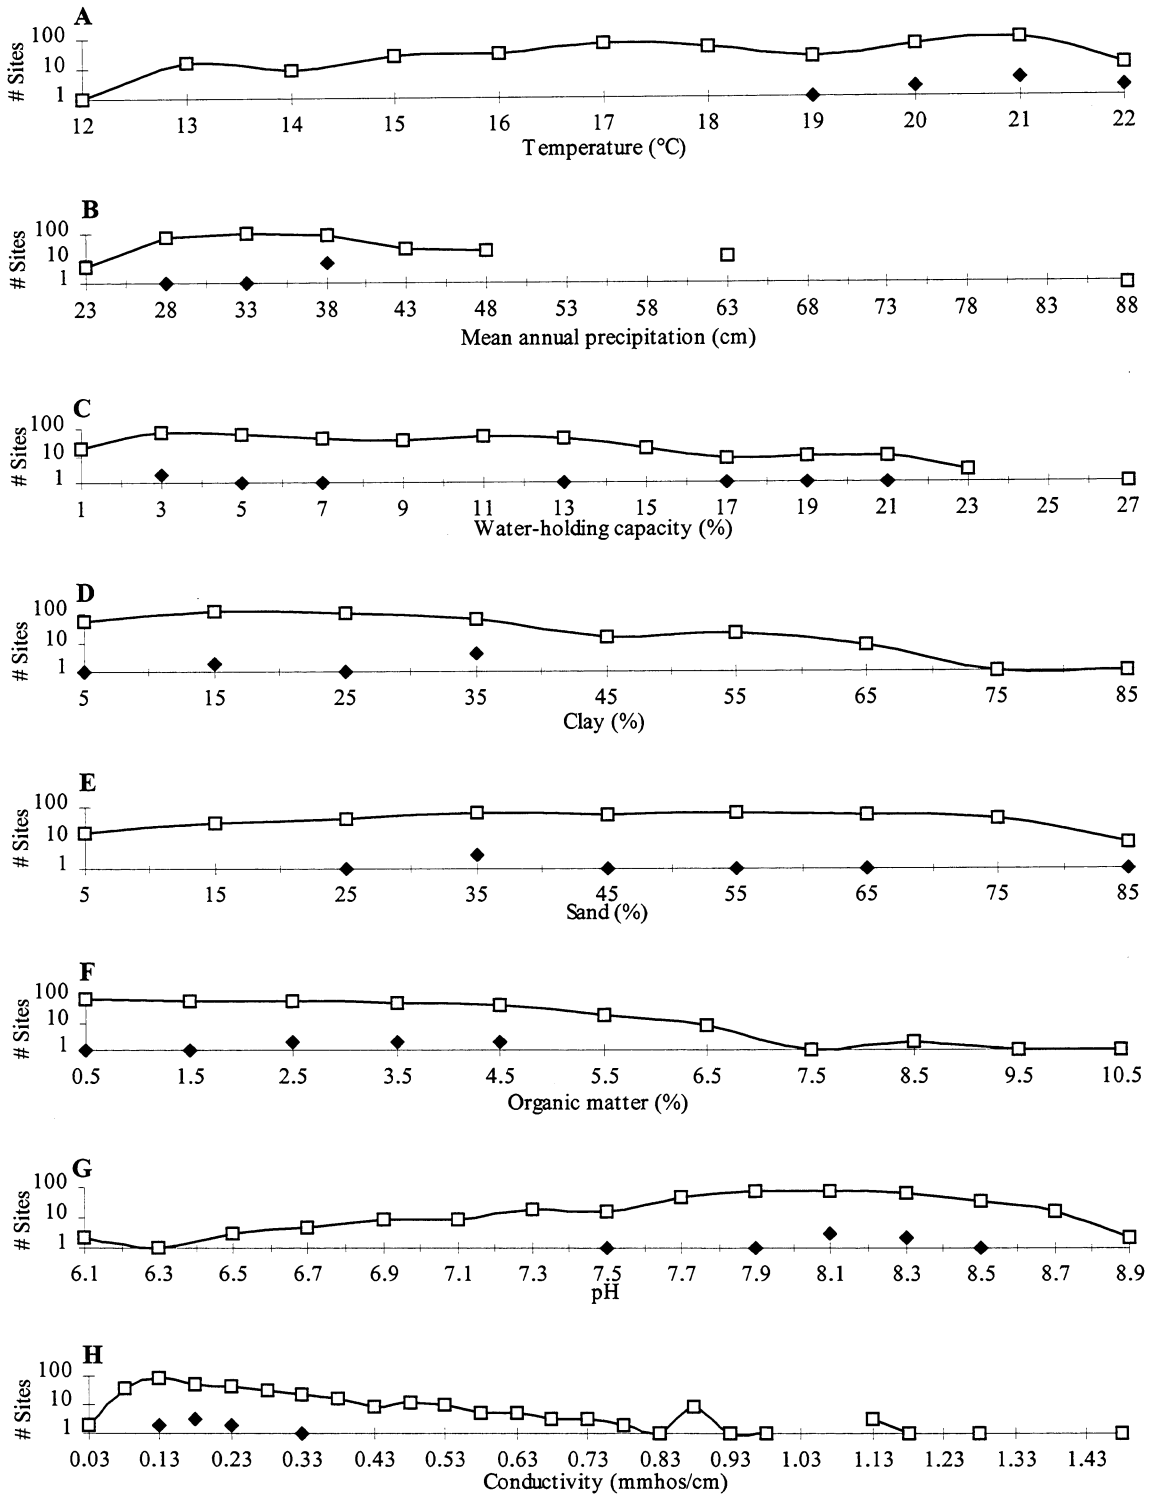 A
# Sites
100
10
1
12 13 14 15 16 17 18 19 20 21 22
Temperature (°C)
B
# Sites
100
10
1
23 28 33 38 43 48 53 58 63 68 73 78 83 88
Mean annual precipitation (cm)
C
# Sites
100
10
1
1 3 5 7 9 11 13 15 17 19 21 23 25 27
Water-holding capacity (%)
D
# Sites
100
10
1
5 15 25 35 45 55 65 75 85
Clay (%)
E
# Sites
100
10
1
5 15 25 35 45 55 65 75 85
Sand (%)
F
# Sites
100
10
1
0.5 1.5 2.5 3.5 4.5 5.5 6.5 7.5 8.5 9.5 10.5
Organic matter (%)
G
# Sites
100
10
1
6.1 6.3 6.5 6.7 6.9 7.1 7.3 7.5 7.7 7.9 8.1 8.3 8.5 8.7 8.9
pH
H
# Sites
100
10
1
0.03 0.13 0.23 0.33 0.43 0.53 0.63 0.73 0.83 0.93 1.03 1.13 1.23 1.33 1.43
Conductivity (mmhos/cm)